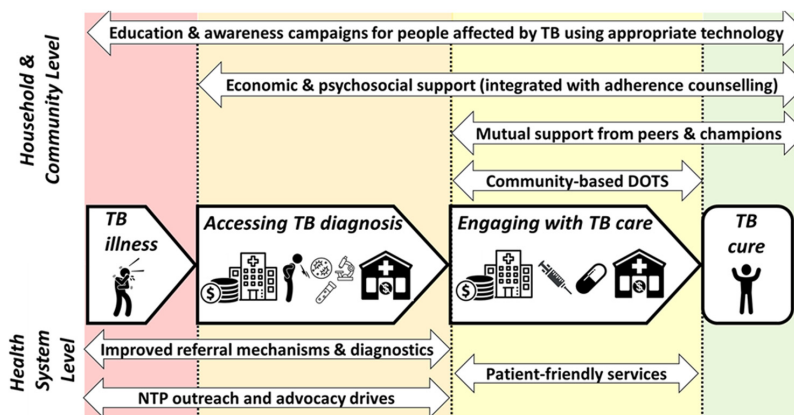 Household &
Community Level
Education & awareness campaigns for people affected by TB using appropriate technology
Economic & psychosocial support (integrated with adherence counselling)
Mutual support from peers & champions
Community-based DOTS
TB
illness
Accessing TB diagnosis
$
$
Engaging with TB care
$
$
TB
cure
Health
System
Level
Improved referral mechanisms & diagnostics
Patient-friendly services
NTP outreach and advocacy drives